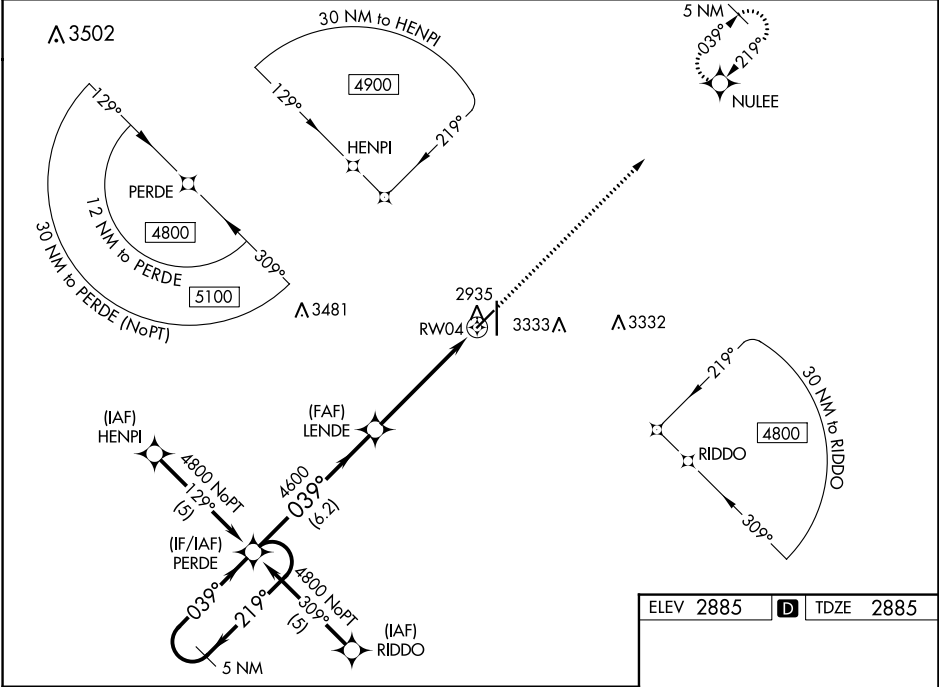 3502
30 NM to HENPI
4900
129°
219°
HENPI
5 NM
039°
219°
NULEE
129°
PERDE
12 NM to PERDE
4800
309°
30 NM to PERDE (NoPT)
5100
3481
2935
RW04
3333
3332
219°
30 NM to RIDDO
4800
RIDDO
309°
(FAF)
LENDE
(IAF)
HENPI
4800 NoPT
129°
(5)
4600
039°
(6.2)
(IF/IAF)
PERDE
039°
219°
4800 NoPT
309°
(5)
(IAF)
RIDDO
5 NM
ELEV 2885 D TDZE 2885